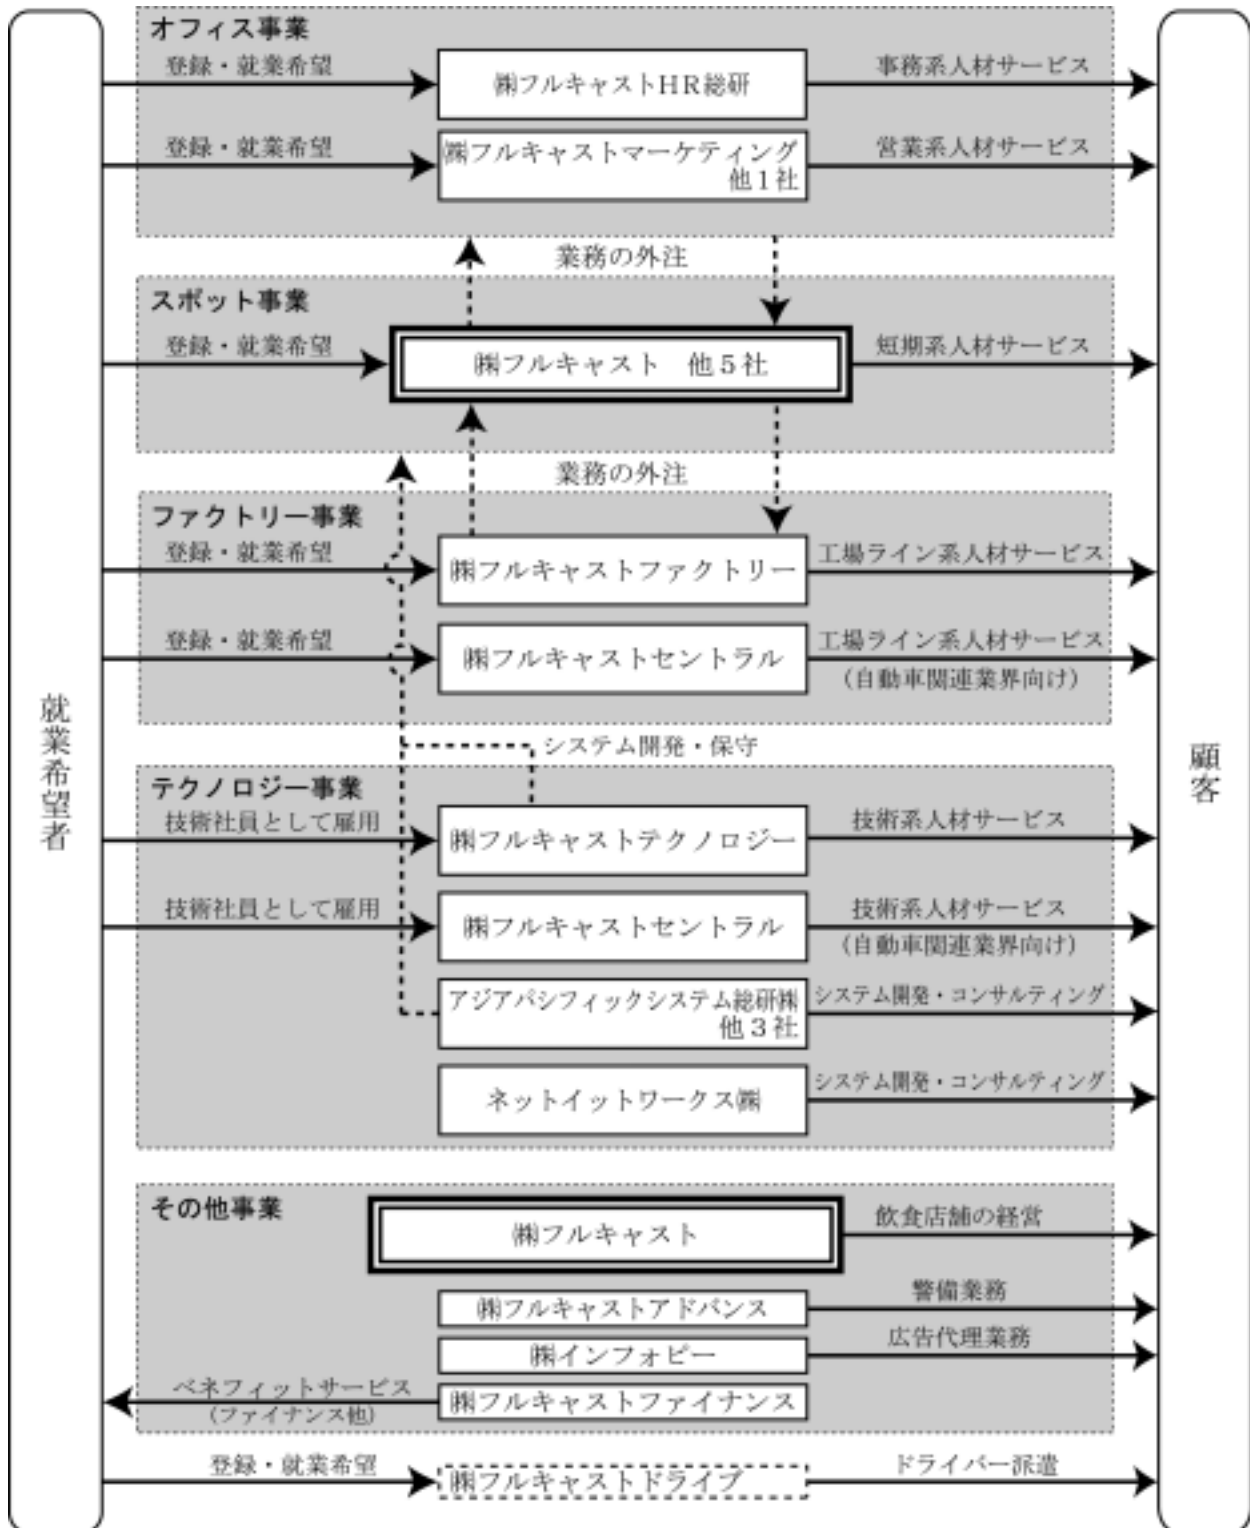 オフィス事業
登録・就業希望
㈱フルキャストHR総研
事務系人材サービス
登録・就業希望
㈱フルキャストマーケティング
他1社
営業系人材サービス
業務の外注
スポット事業
登録・就業希望
㈱フルキャスト 他5社
短期系人材サービス
業務の外注
ファクトリー事業
登録・就業希望
㈱フルキャストファクトリー
工場ライン系人材サービス
登録・就業希望
㈱フルキャストセントラル
工場ライン系人材サービス
(自動車関連業界向け)
就業希望者
顧客
システム開発・保守
テクノロジー事業
技術社員として雇用
㈱フルキャストテクノロジー
技術系人材サービス
技術社員として雇用
㈱フルキャストセントラル
技術系人材サービス
(自動車関連業界向け)
アジアパシフィックシステム総研㈱
他3社
システム開発・コンサルティング
ネットイットワークス㈱
システム開発・コンサルティング
その他事業
㈱フルキャスト
飲食店舗の経営
㈱フルキャストアドバンス
警備業務
㈱インフォピー
広告代理業務
ベネフィットサービス
(ファイナンス他)
㈱フルキャストファイナンス
登録・就業希望
㈱フルキャストドライブ
ドライバー派遣